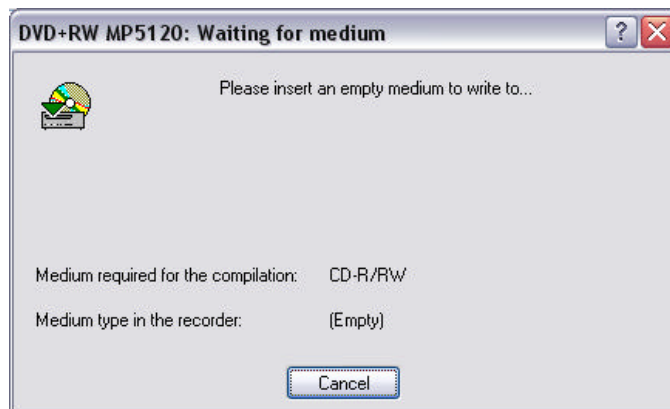 DVD+RW MP5120: Waiting for medium
Please insert an empty medium to write to...
Medium required for the compilation: CD-R/RW
Medium type in the recorder: (Empty)
Cancel